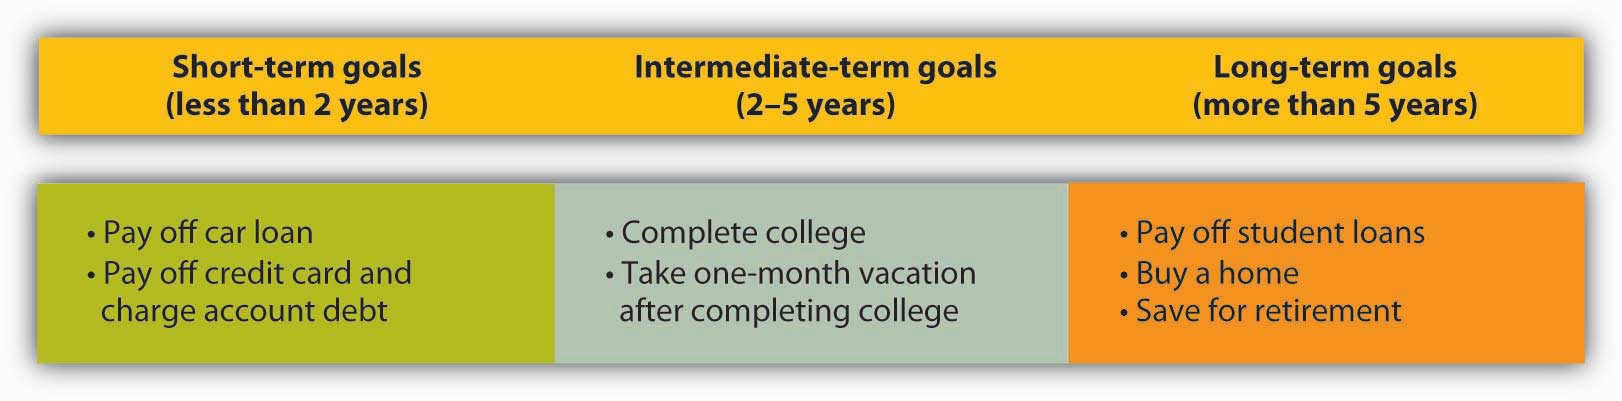 Short-term goals
(less than 2 years)
Intermediate-term goals
(2–5 years)
Long-term goals
(more than 5 years)
• Pay off car loan
• Pay off credit card and
charge account debt
• Complete college
• Take one-month vacation
after completing college
• Pay off student loans
• Buy a home
• Save for retirement